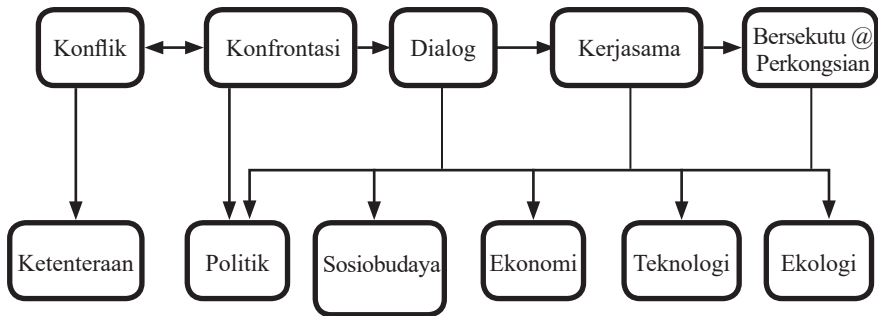 Konflik
Konfrontasi
Dialog
Kerjasama
Bersekutu @
Perkongsian
Ketenteraan
Politik
Sosiobudaya
Ekonomi
Teknologi
Ekologi